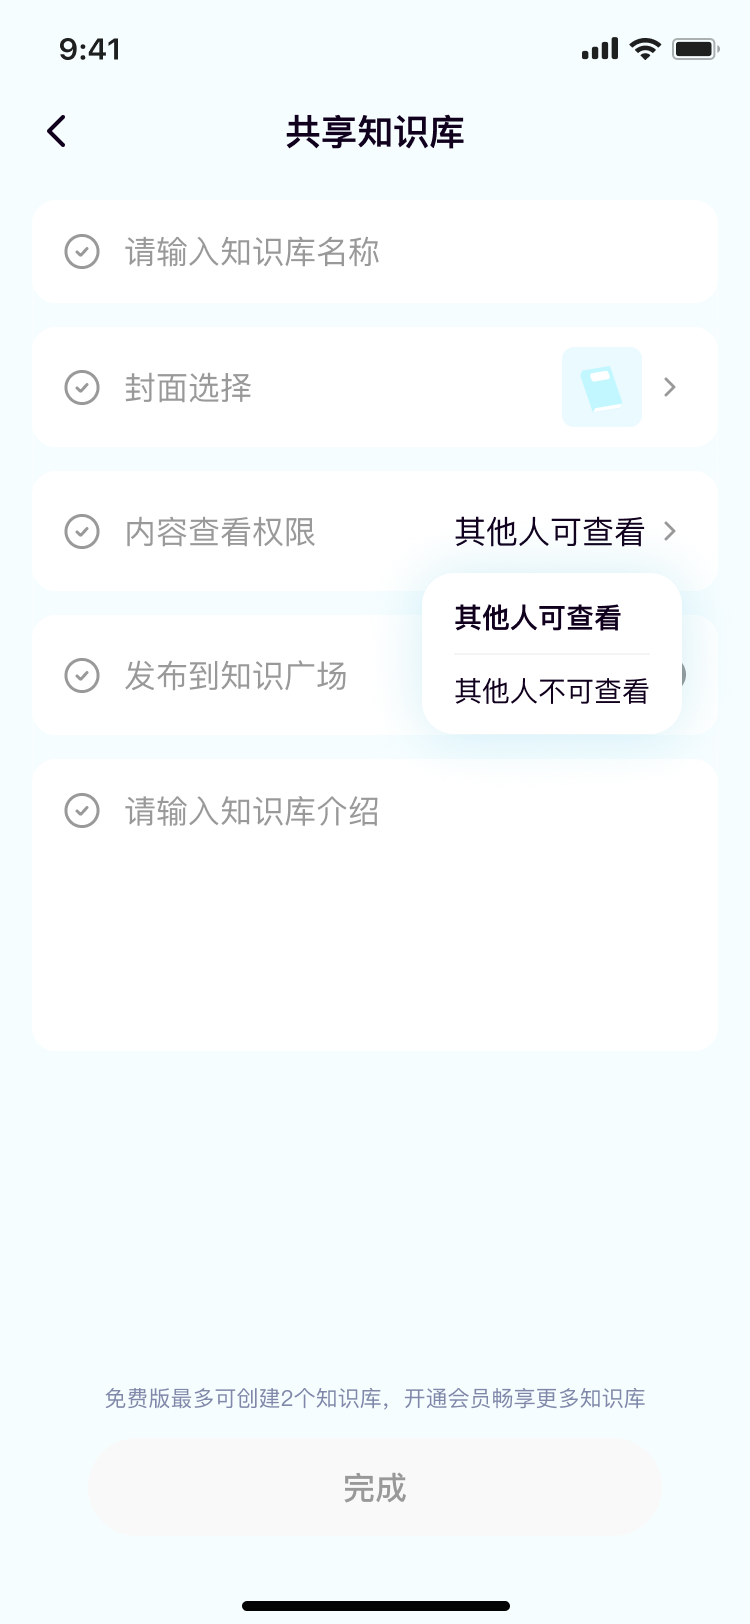 9:41
共享知识库
请输入知识库名称
封面选择
内容查看权限 其他人可查看
其他人可查看
发布到知识广场
其他人不可查看
请输入知识库介绍
免费版最多可创建2个知识库，开通会员畅享更多知识库
完成